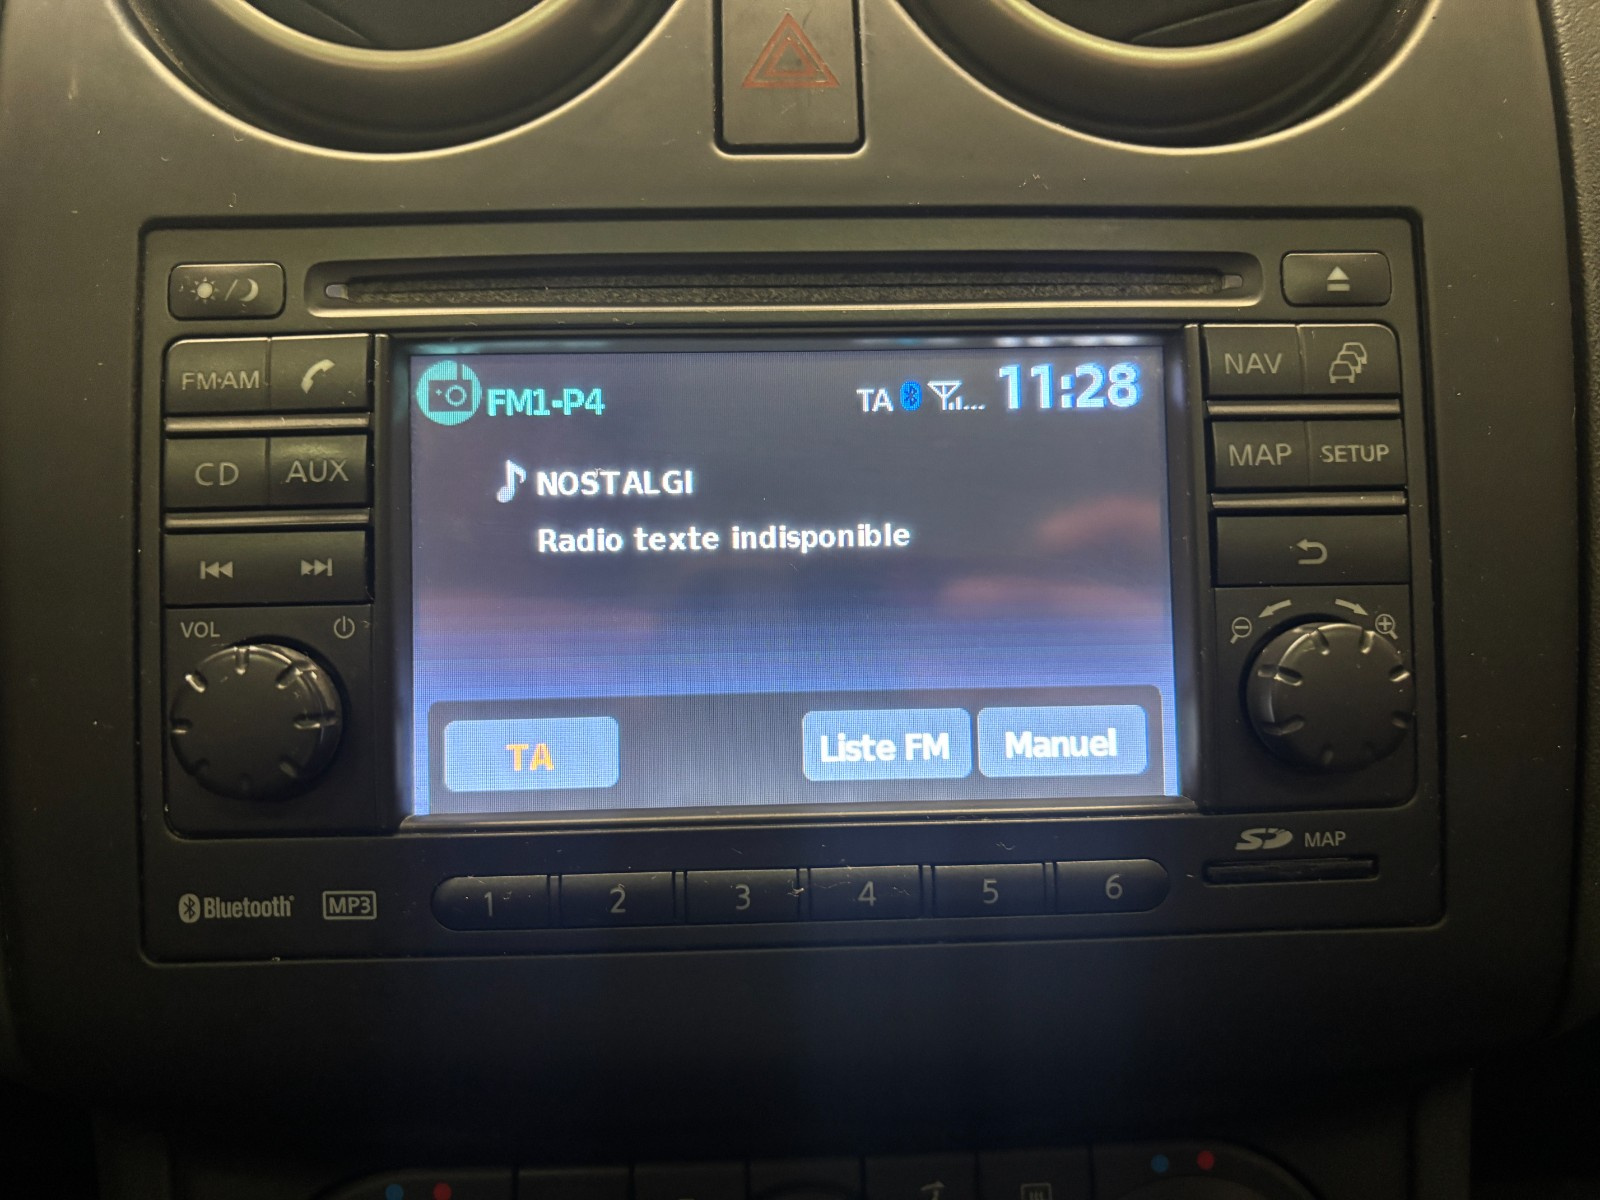 FM·AM
CD AUX
VOL
FM1-P4 TA 11:28
NOSTALGI
Radio texte indisponible
TA Liste FM Manuel
NAV
MAP SETUP
SD MAP
Bluetooth MP3
1 2 3 4 5 6